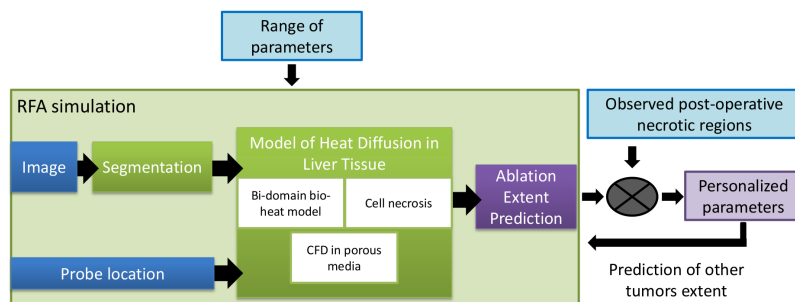 Range of
parameters
RFA simulation
Observed post-operative
necrotic regions
Image
Segmentation
Model of Heat Diffusion in
Liver Tissue
Bi-domain bio-
heat model
Cell necrosis
CFD in porous
media
Ablation
Extent
Prediction
Personalized
parameters
Probe location
Prediction of other
tumors extent